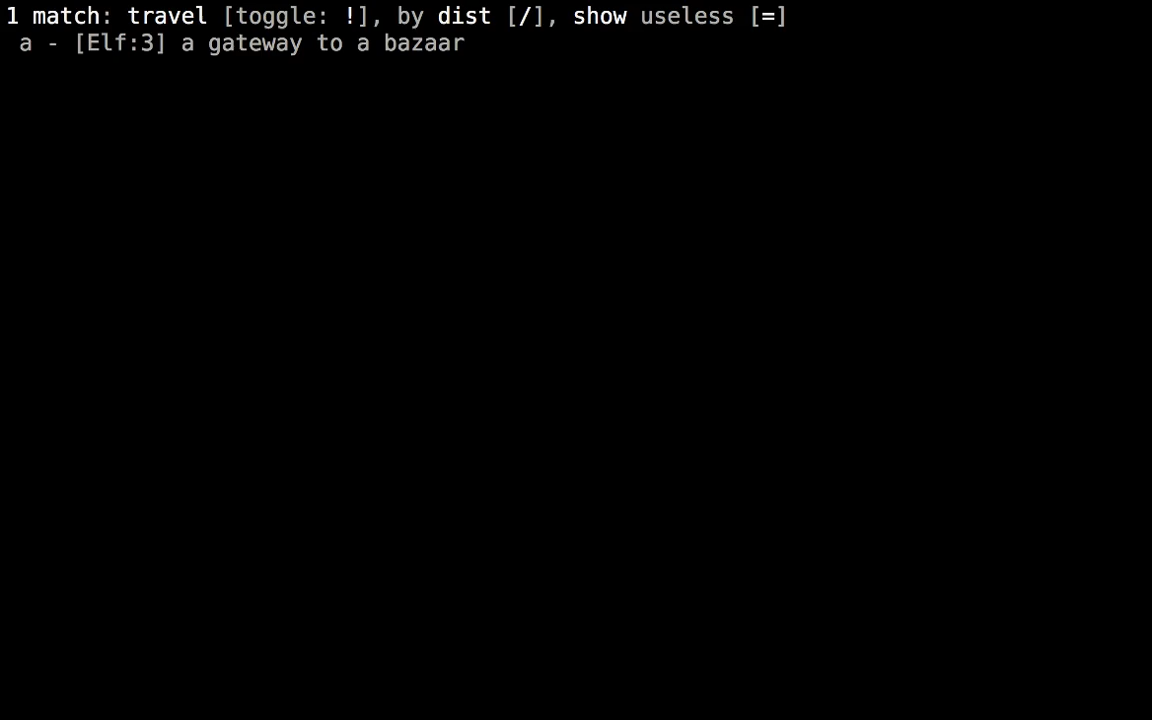 1 match: travel [toggle: !], by dist [/], show useless [=]
a - [Elf:3] a gateway to a bazaar